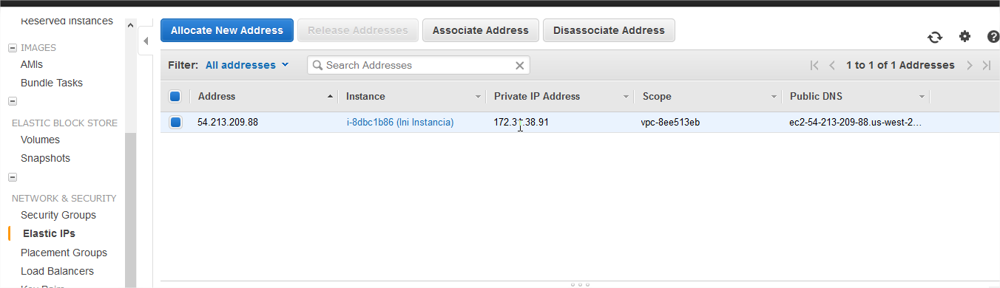 Reserved Instances
IMAGES
AMIs
Bundle Tasks
ELASTIC BLOCK STORE
Volumes
Snapshots
NETWORK & SECURITY
Security Groups
Elastic IPs
Placement Groups
Load Balancers
Key Pairs
Allocate New Address Release Addresses Associate Address Disassociate Address
Filter: All addresses Search Addresses 1 to 1 of 1 Addresses
Address Instance Private IP Address Scope Public DNS
54.213.209.88 i-8dbc1b86 (Ini Instancia) 172.31.38.91 vpc-8ee513eb ec2-54-213-209-88.us-west-2...